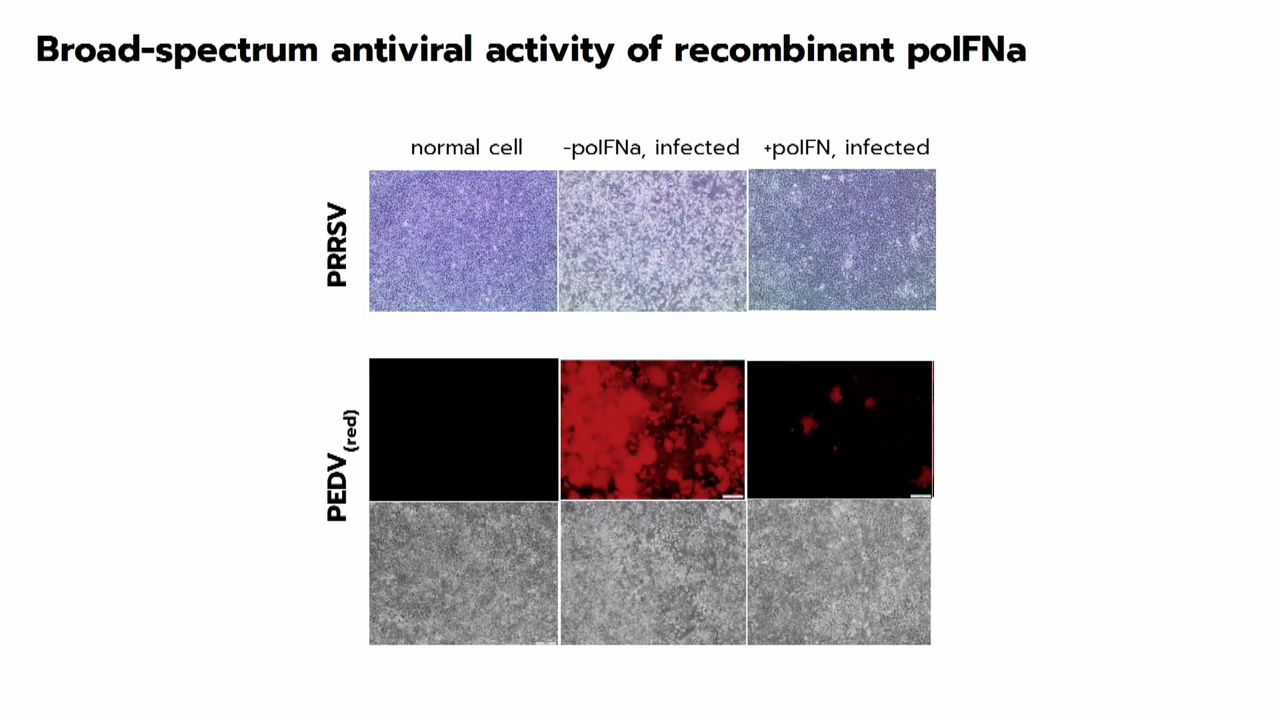 Broad-spectrum antiviral activity of recombinant poIFNa
normal cell
-poIFNa, infected
+poIFN, infected
PRRSV
PEDV(red)